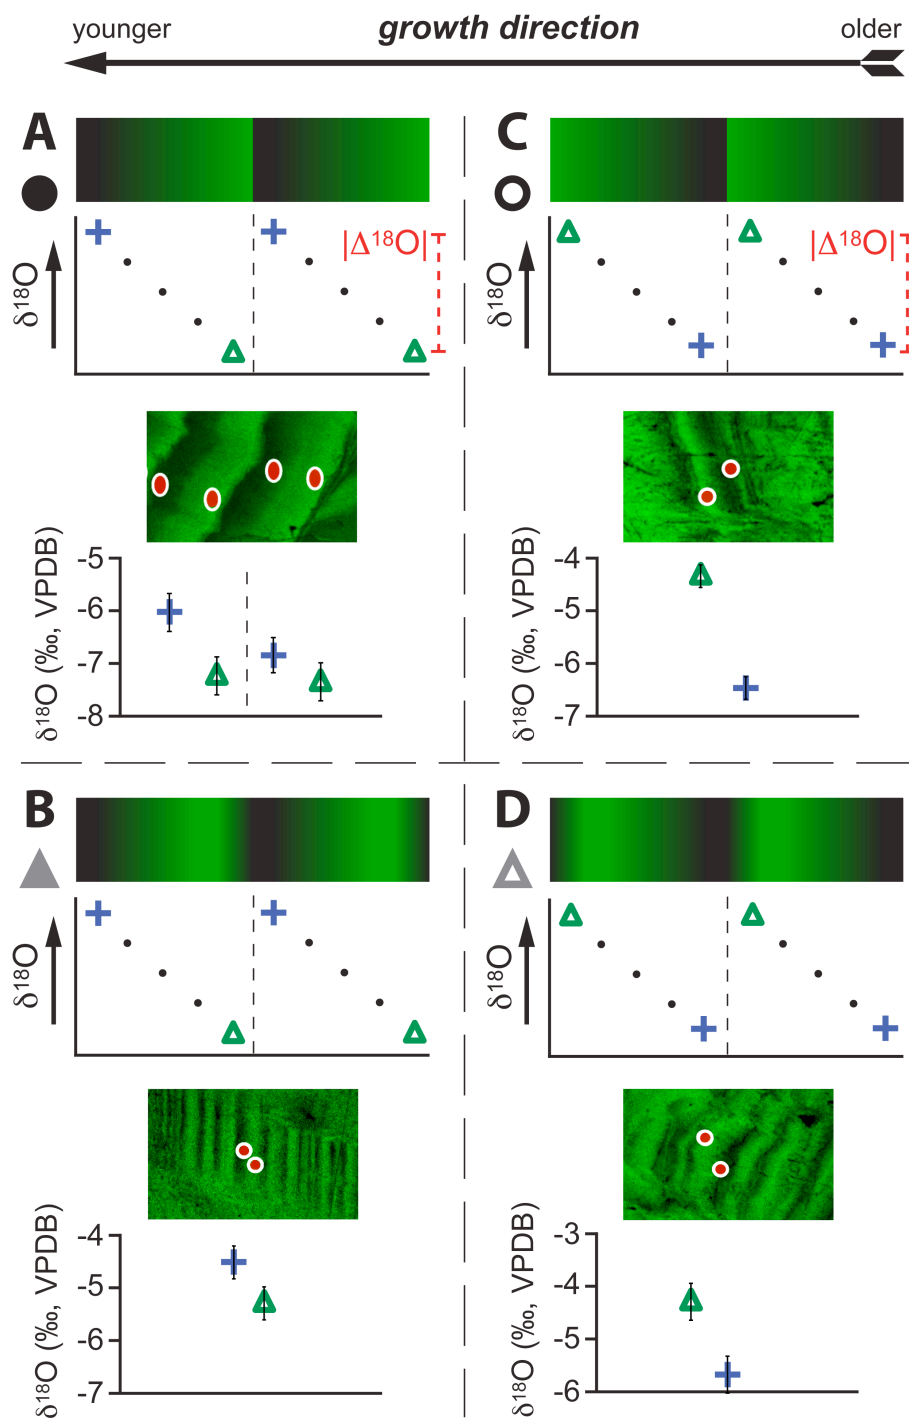 younger growth direction older
A
C
|Δ¹⁸O|
δ¹⁸O
|Δ¹⁸O|
δ¹⁸O
δ¹⁸O (‰, VPDB)
-5
-6
-7
-8
δ¹⁸O (‰, VPDB)
-4
-5
-6
-7
B
D
δ¹⁸O
δ¹⁸O
δ¹⁸O (‰, VPDB)
-4
-5
-6
-7
δ¹⁸O (‰, VPDB)
-3
-4
-5
-6